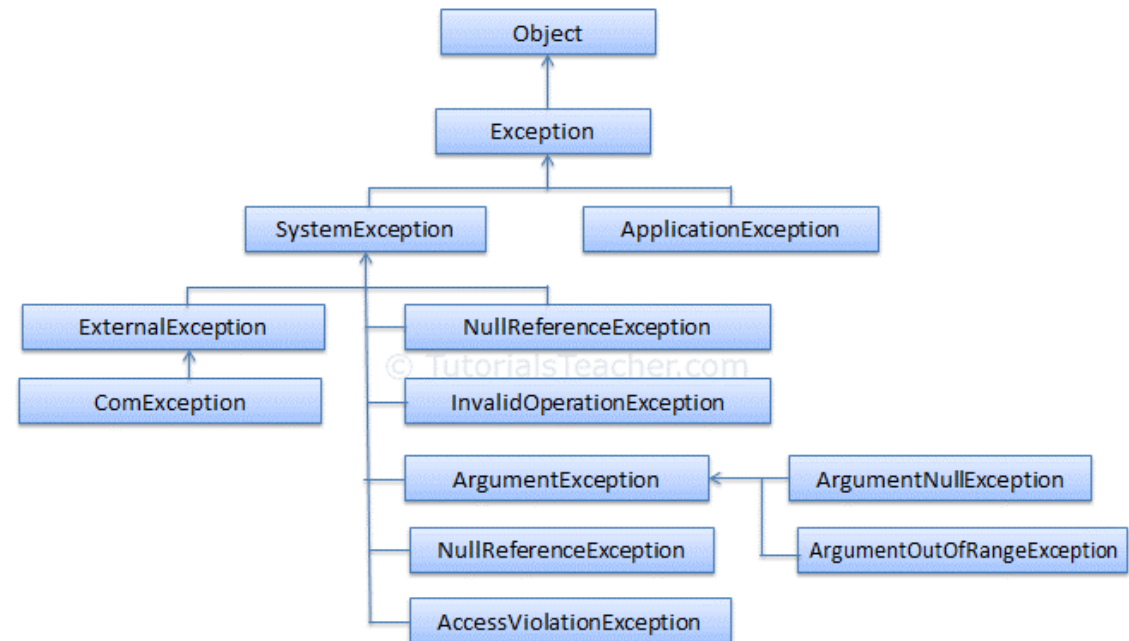 Object
Exception
SystemException
ApplicationException
ExternalException
NullReferenceException
© TutorialsTeacher.com
ComException
InvalidOperationException
ArgumentException
ArgumentNullException
NullReferenceException
ArgumentOutOfRangeException
AccessViolationException